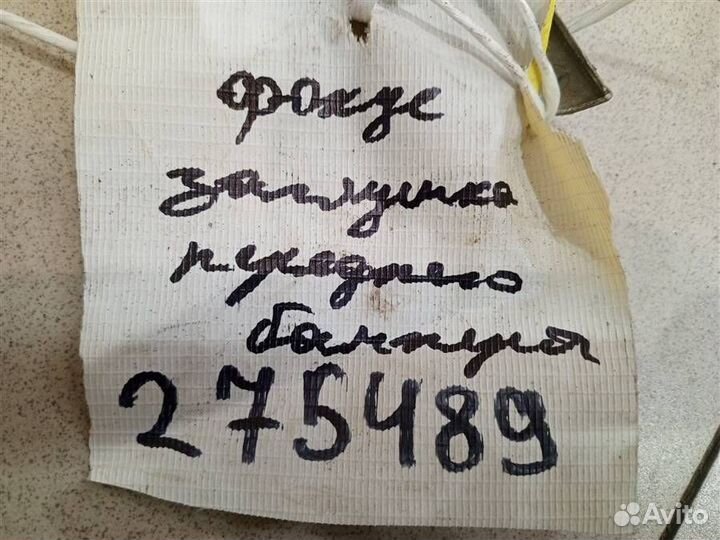 фокус
заглушка
переднего
бампера
275489
Avito